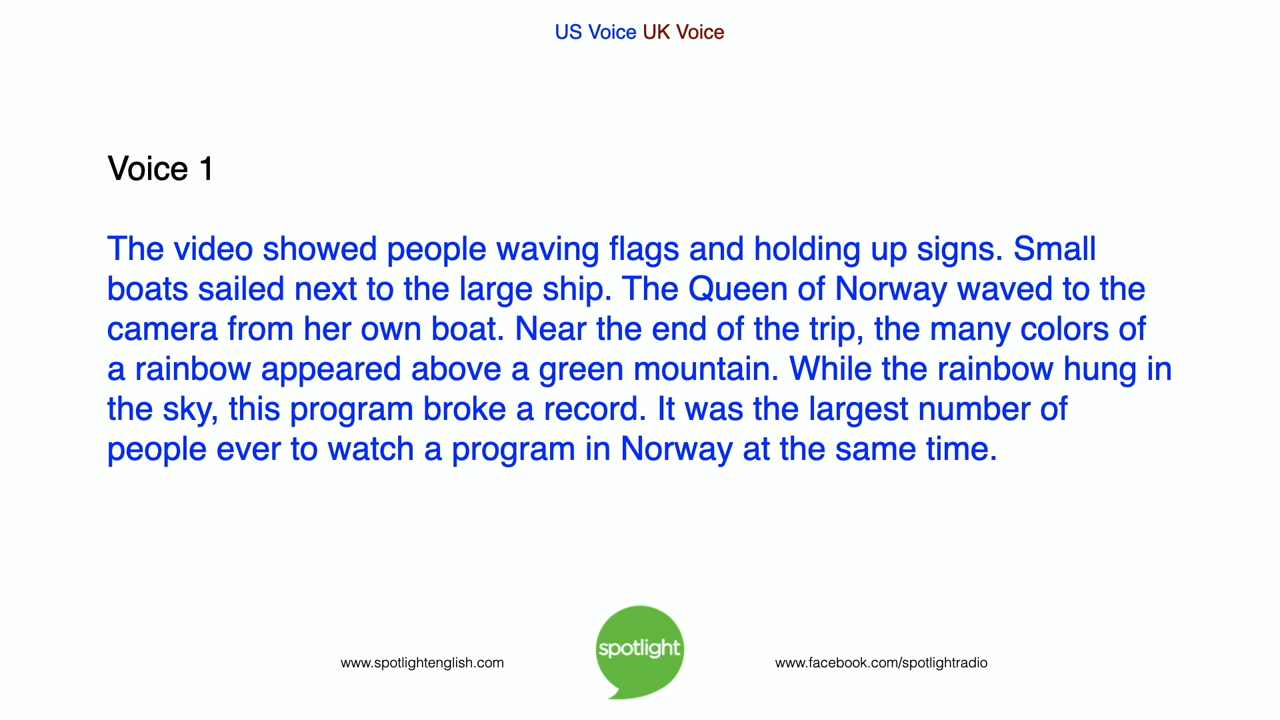 US Voice UK Voice
Voice 1
The video showed people waving flags and holding up signs. Small
boats sailed next to the large ship. The Queen of Norway waved to the
camera from her own boat. Near the end of the trip, the many colors of
a rainbow appeared above a green mountain. While the rainbow hung in
the sky, this program broke a record. It was the largest number of
people ever to watch a program in Norway at the same time.
spotlight
www.spotlightenglish.com
www.facebook.com/spotlightradio